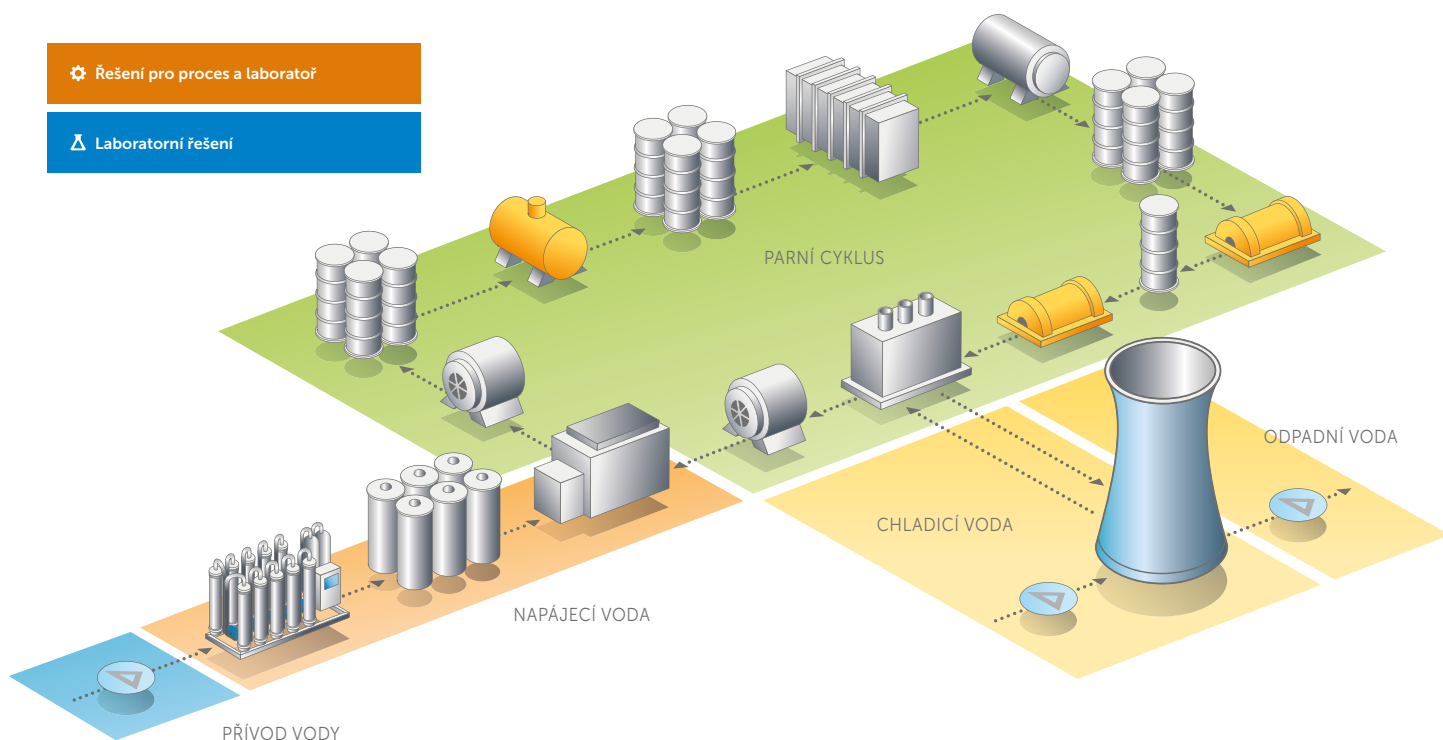 Řešení pro proces a laboratoř
Laboratorní řešení
PARNÍ CYKLUS
ODPADNÍ VODA
CHLADICÍ VODA
NAPÁJECÍ VODA
PŘÍVOD VODY